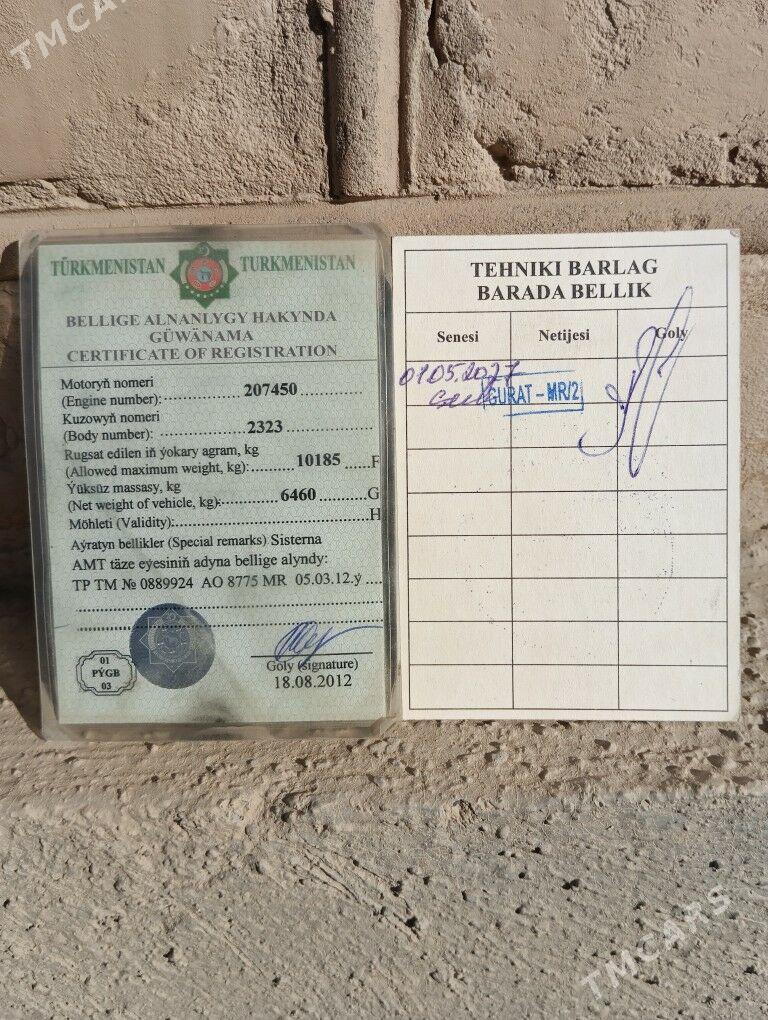 TMCARS
TÜRKMENISTAN TURKMENISTAN
BELLIGE ALNANLYGY HAKYNDA
GÜWÄNAMA
CERTIFICATE OF REGISTRATION
Motoryň nomeri
(Engine number): 207450
Kuzowyň nomeri
(Body number): 2323
Rugsat edilen iň ýokary agram, kg
(Allowed maximum weight, kg): 10185 F
Ýüksüz massasy, kg
(Net weight of vehicle, kg): 6460 G
Möhleti (Validity): H
Aýratyn bellikler (Special remarks) Sisterna
AMT täze eýesiniň adyna bellige alyndy:
TP TM № 0889924 AO 8775 MR 05.03.12.ý
01
PÝGB
03
Goly (signature)
18.08.2012
TEHNIKI BARLAG
BARADA BELLIK
Senesi Netijesi Goly
01.05.2027
GURAT - MR/2
TMCARS